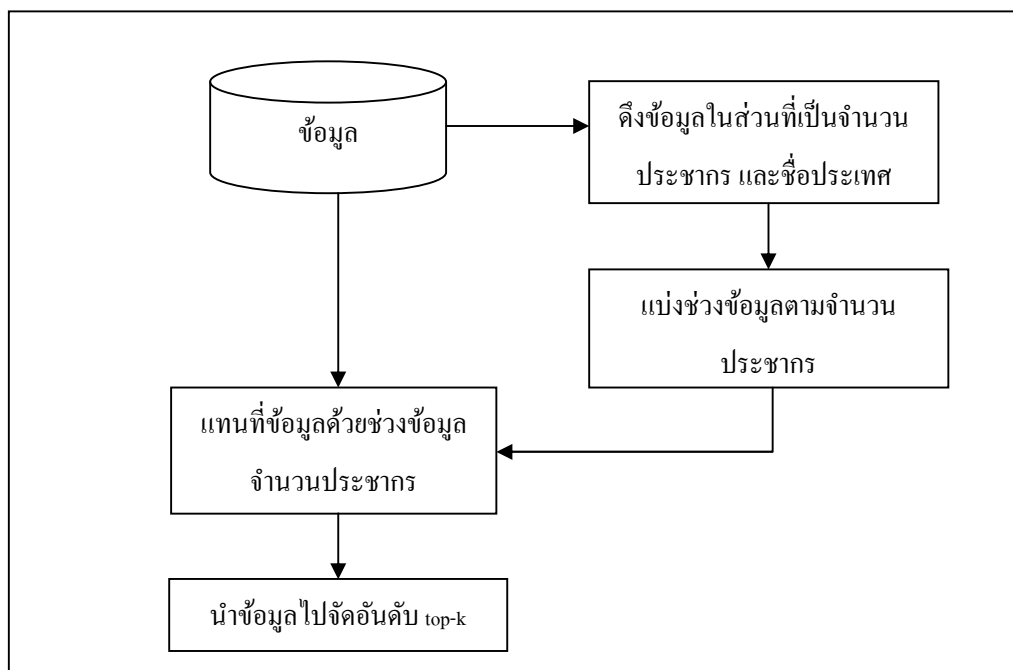 ข้อมูล
ดึงข้อมูลในส่วนที่เป็นจำนวน
ประชากร และชื่อประเทศ
แบ่งช่วงข้อมูลตามจำนวน
ประชากร
แทนที่ข้อมูลด้วยช่วงข้อมูล
จำนวนประชากร
นำข้อมูลไปจัดอันดับ top-k